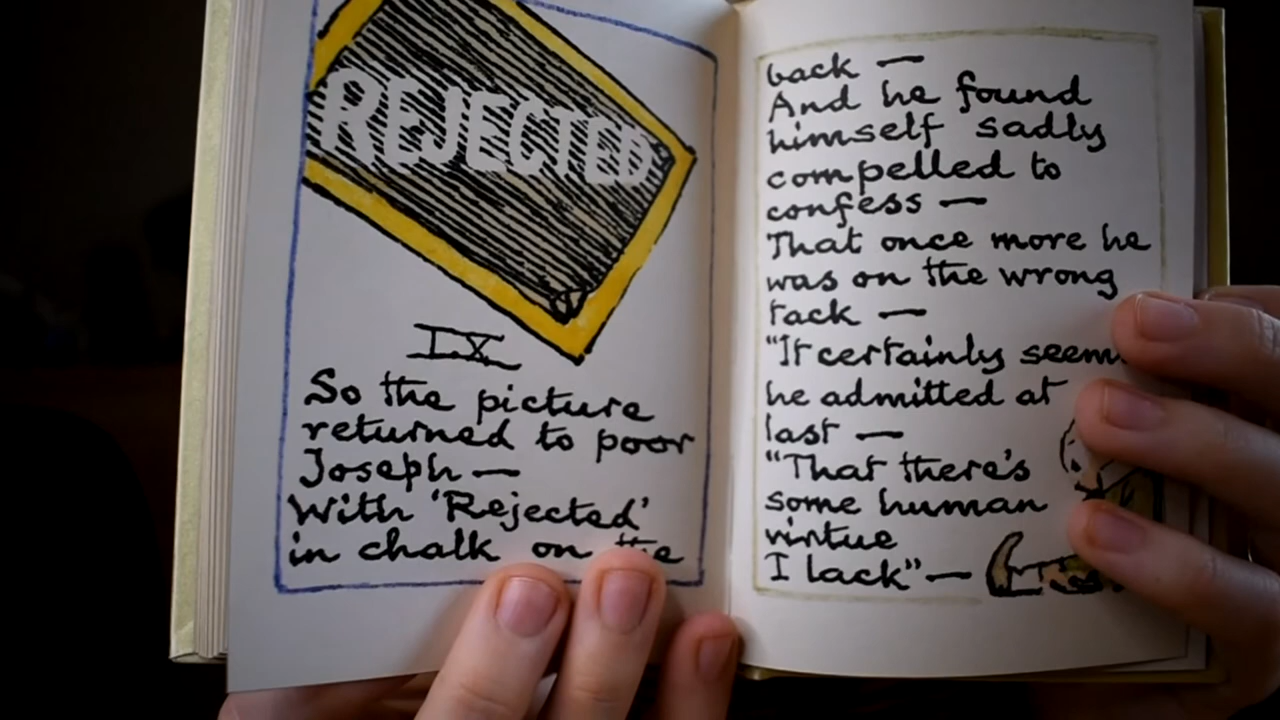 REJECTED
IX
So the picture
returned to poor
Joseph —
With 'Rejected'
in chalk on the
back —
And he found
himself sadly
compelled to
confess —
That once more he
was on the wrong
tack —
"It certainly
he admitted at
last —
"That there's
some human
virtue
I lack" —